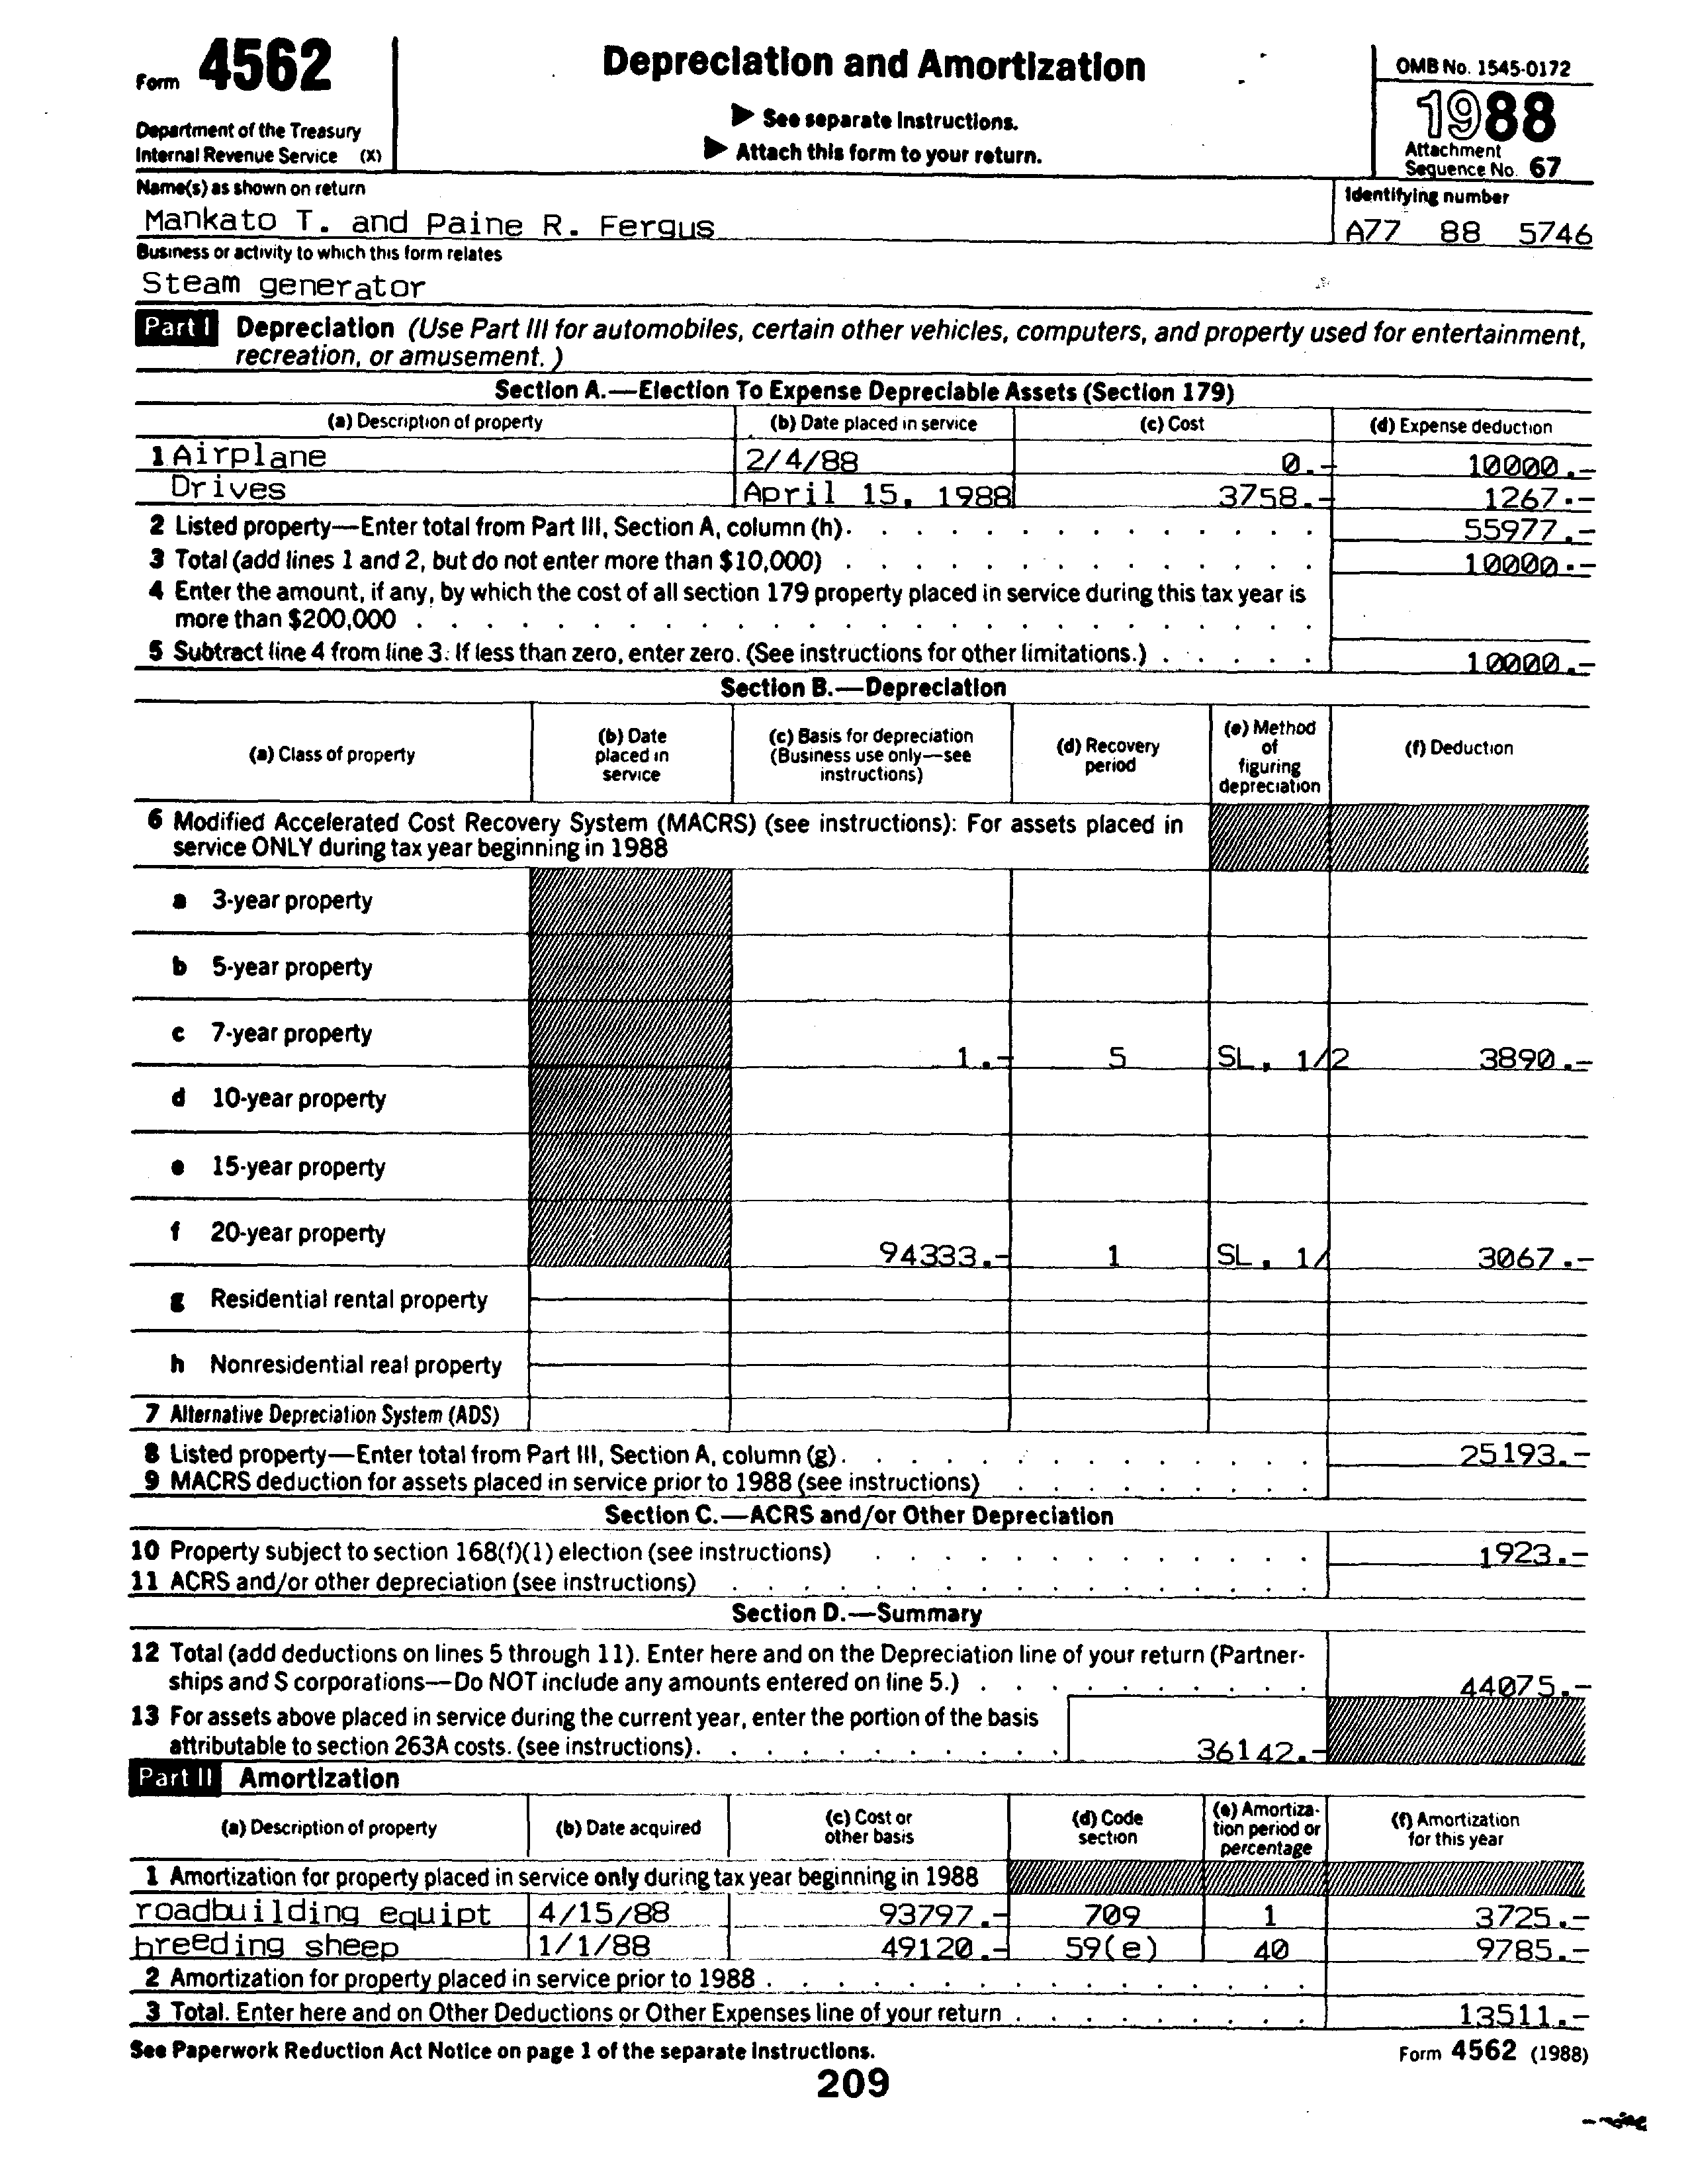 Form 4562
Department of the Treasury
Internal Revenue Service (X)
Depreciation and Amortization
▶ See separate Instructions.
▶ Attach this form to your return.
OMB No. 1545-0172
1988
Attachment
Sequence No. 67
Name(s) as shown on return
Identifying number
Mankato T. and Paine R. Fergus
A77 88 5746
Business or activity to which this form relates
Steam generator
Part I Depreciation (Use Part III for automobiles, certain other vehicles, computers, and property used for entertainment,
recreation, or amusement.)
Section A.—Election To Expense Depreciable Assets (Section 179)
(a) Description of property (b) Date placed in service (c) Cost (d) Expense deduction
1 Airplane 2/4/88 0.- 10000.-
Drives April 15, 1988 3758.- 1267.-
2 Listed property—Enter total from Part III, Section A, column (h). 55977.-
3 Total (add lines 1 and 2, but do not enter more than $10,000) 10000.-
4 Enter the amount, if any, by which the cost of all section 179 property placed in service during this tax year is
more than $200,000
5 Subtract line 4 from line 3. If less than zero, enter zero. (See instructions for other limitations.) 10000.-
Section B.—Depreciation
(a) Class of property (b) Date placed in service (c) Basis for depreciation (Business use only—see instructions) (d) Recovery period (e) Method of figuring depreciation (f) Deduction
6 Modified Accelerated Cost Recovery System (MACRS) (see instructions): For assets placed in
service ONLY during tax year beginning in 1988
a 3-year property
b 5-year property
c 7-year property 1.- 5 SL, 1/2 3890.-
d 10-year property
e 15-year property
f 20-year property 94333.- 1 SL, 1/ 3067.-
g Residential rental property
h Nonresidential real property
7 Alternative Depreciation System (ADS)
8 Listed property—Enter total from Part III, Section A, column (g). 25193.-
9 MACRS deduction for assets placed in service prior to 1988 (see instructions)
Section C.—ACRS and/or Other Depreciation
10 Property subject to section 168(f)(1) election (see instructions) 1923.-
11 ACRS and/or other depreciation (see instructions)
Section D.—Summary
12 Total (add deductions on lines 5 through 11). Enter here and on the Depreciation line of your return (Partner-
ships and S corporations—Do NOT include any amounts entered on line 5.) 44075.-
13 For assets above placed in service during the current year, enter the portion of the basis
attributable to section 263A costs. (see instructions). 36142.-
Part II Amortization
(a) Description of property (b) Date acquired (c) Cost or other basis (d) Code section (e) Amortiza- tion period or percentage (f) Amortization for this year
1 Amortization for property placed in service only during tax year beginning in 1988
roadbuilding equipt 4/15/88 93797.- 709 1 3725.-
breeding sheep 1/1/88 49120.- 59(e) 40 9785.-
2 Amortization for property placed in service prior to 1988
3 Total. Enter here and on Other Deductions or Other Expenses line of your return 13511.-
See Paperwork Reduction Act Notice on page 1 of the separate instructions.
Form 4562 (1988)
209